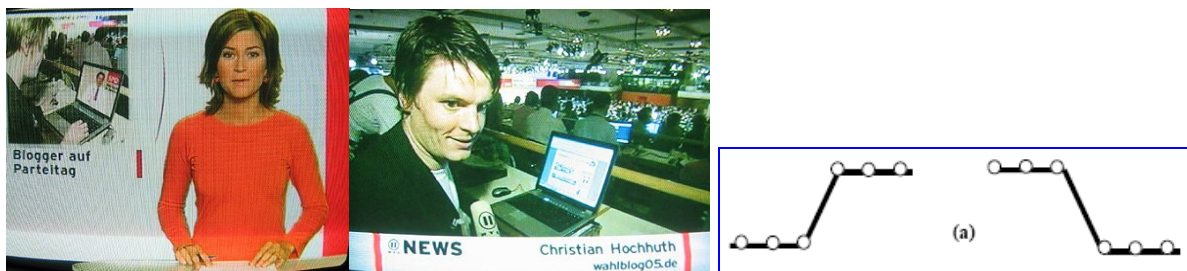 Blogger auf
Parteitag
NEWS
Christian Hochhuth
wahlblog05.de
(a)